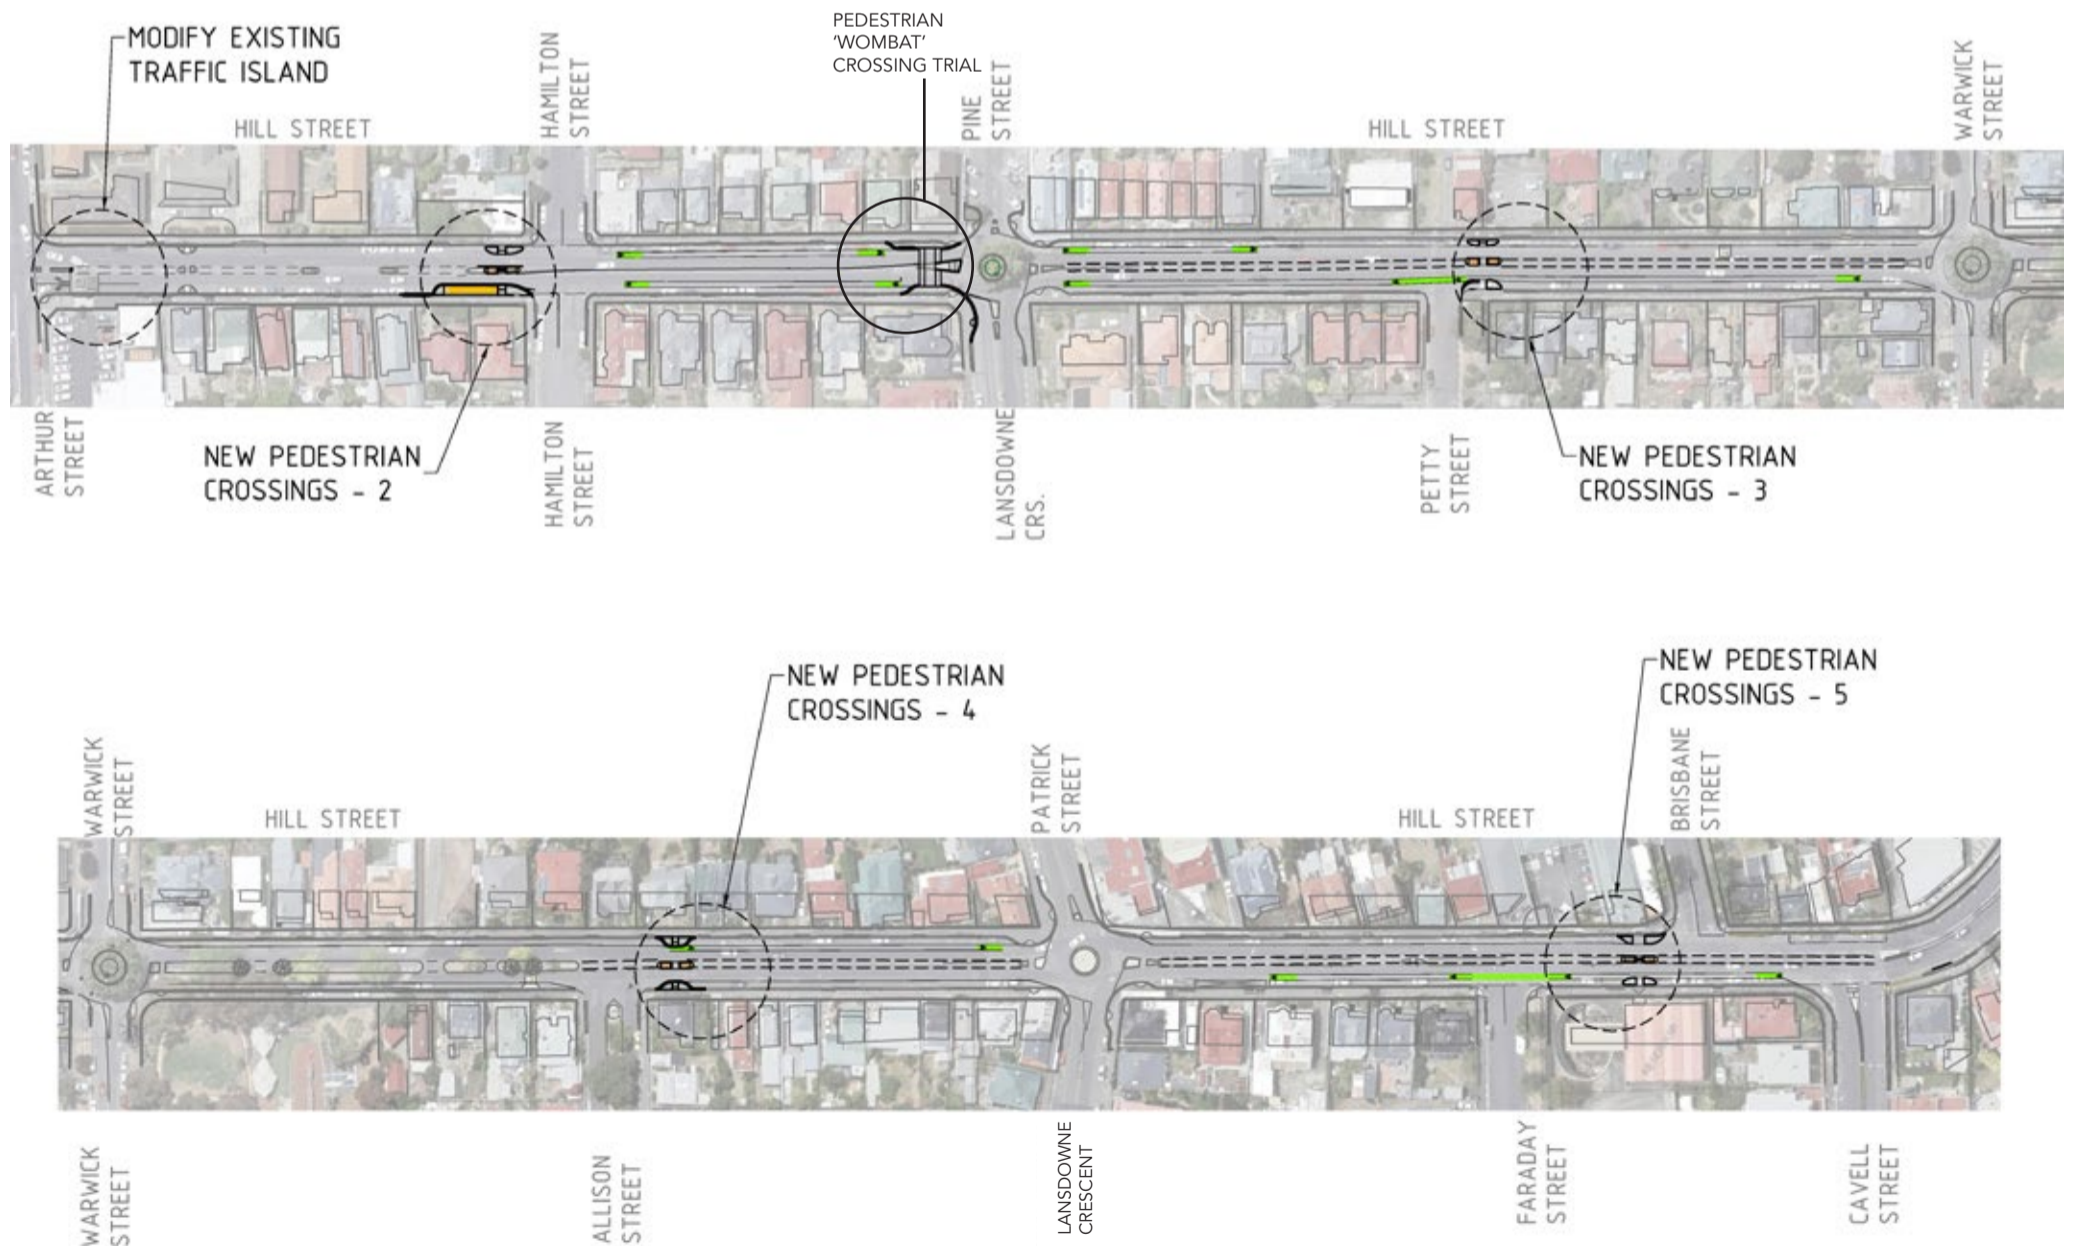 MODIFY EXISTING
TRAFFIC ISLAND
PEDESTRIAN
'WOMBAT'
CROSSING TRIAL
HILL STREET
HAMILTON
STREET
PINE
STREET
HILL STREET
WARWICK
STREET
ARTHUR
STREET
NEW PEDESTRIAN
CROSSINGS - 2
HAMILTON
STREET
LANSDOWNE
CRS.
PETTY
STREET
NEW PEDESTRIAN
CROSSINGS - 3
WARWICK
STREET
HILL STREET
NEW PEDESTRIAN
CROSSINGS - 4
PATRICK
STREET
HILL STREET
NEW PEDESTRIAN
CROSSINGS - 5
BRISBANE
STREET
WARWICK
STREET
ALLISON
STREET
LANSDOWNE
CRESCENT
FARADAY
STREET
CAVELL
STREET